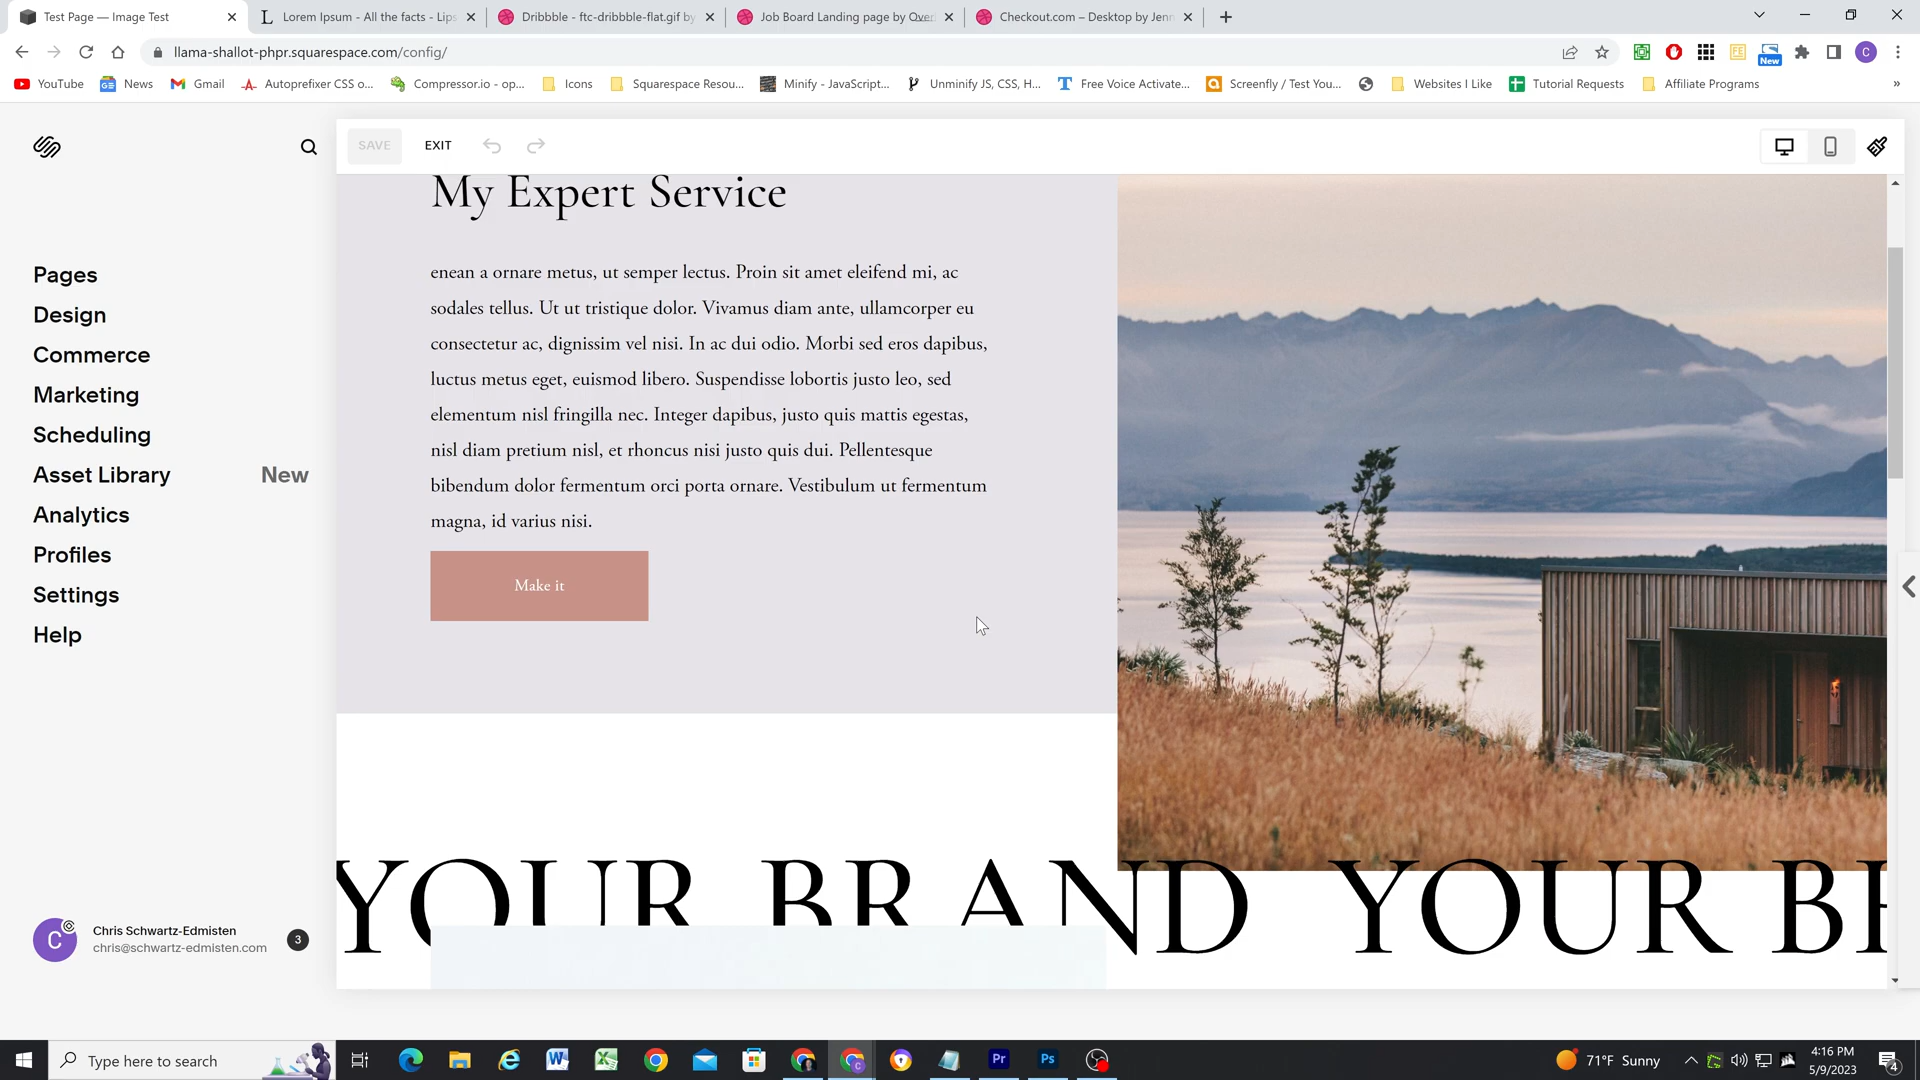 Test Page — Image Test
Lorem Ipsum - All the facts - Lips
Dribbble - ftc-dribbble-flat.gif by
Job Board Landing page by
Checkout.com – Desktop by Jenn
llama-shallot-phpr.squarespace.com/config/
New
YouTube
News
Gmail
Autoprefixer CSS o...
Compressor.io - op...
Icons
Squarespace Resou...
Minify - JavaScript...
Unminify JS, CSS, H...
Free Voice Activate...
Screenfly / Test You...
Websites I Like
Tutorial Requests
Affiliate Programs
»
SAVE
EXIT
Pages
Design
Commerce
Marketing
Scheduling
Asset Library New
Analytics
Profiles
Settings
Help
Chris Schwartz-Edmisten
chris@schwartz-edmisten.com
C
3
My Expert Service
enean a ornare metus, ut semper lectus. Proin sit amet eleifend mi, ac
sodales tellus. Ut ut tristique dolor. Vivamus diam ante, ullamcorper eu
consectetur ac, dignissim vel nisi. In ac dui odio. Morbi sed eros dapibus,
luctus metus eget, euismod libero. Suspendisse lobortis justo leo, sed
elementum nisl fringilla nec. Integer dapibus, justo quis mattis egestas,
nisl diam pretium nisl, et rhoncus nisi justo quis dui. Pellentesque
bibendum dolor fermentum orci porta ornare. Vestibulum ut fermentum
magna, id varius nisi.
Make it
YOUR BRAND YOUR
Type here to search
71°F Sunny
4:16 PM
5/9/2023
4